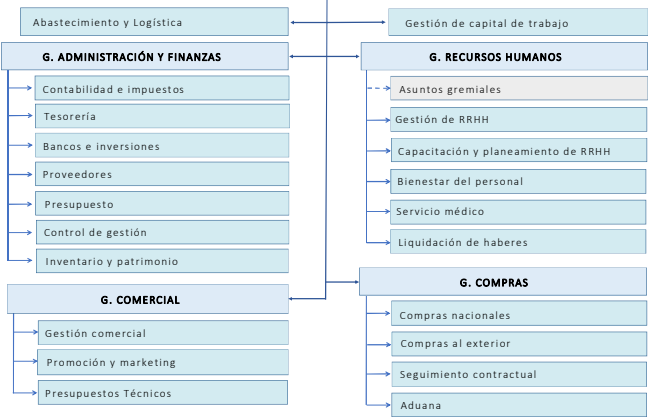 Abastecimiento y Logística
Gestión de capital de trabajo
G. ADMINISTRACIÓN Y FINANZAS
Contabilidad e impuestos
Tesorería
Bancos e inversiones
Proveedores
Presupuesto
Control de gestión
Inventario y patrimonio
G. RECURSOS HUMANOS
Asuntos gremiales
Gestión de RRHH
Capacitación y planeamiento de RRHH
Bienestar del personal
Servicio médico
Liquidación de haberes
G. COMERCIAL
Gestión comercial
Promoción y marketing
Presupuestos Técnicos
G. COMPRAS
Compras nacionales
Compras al exterior
Seguimiento contractual
Aduana